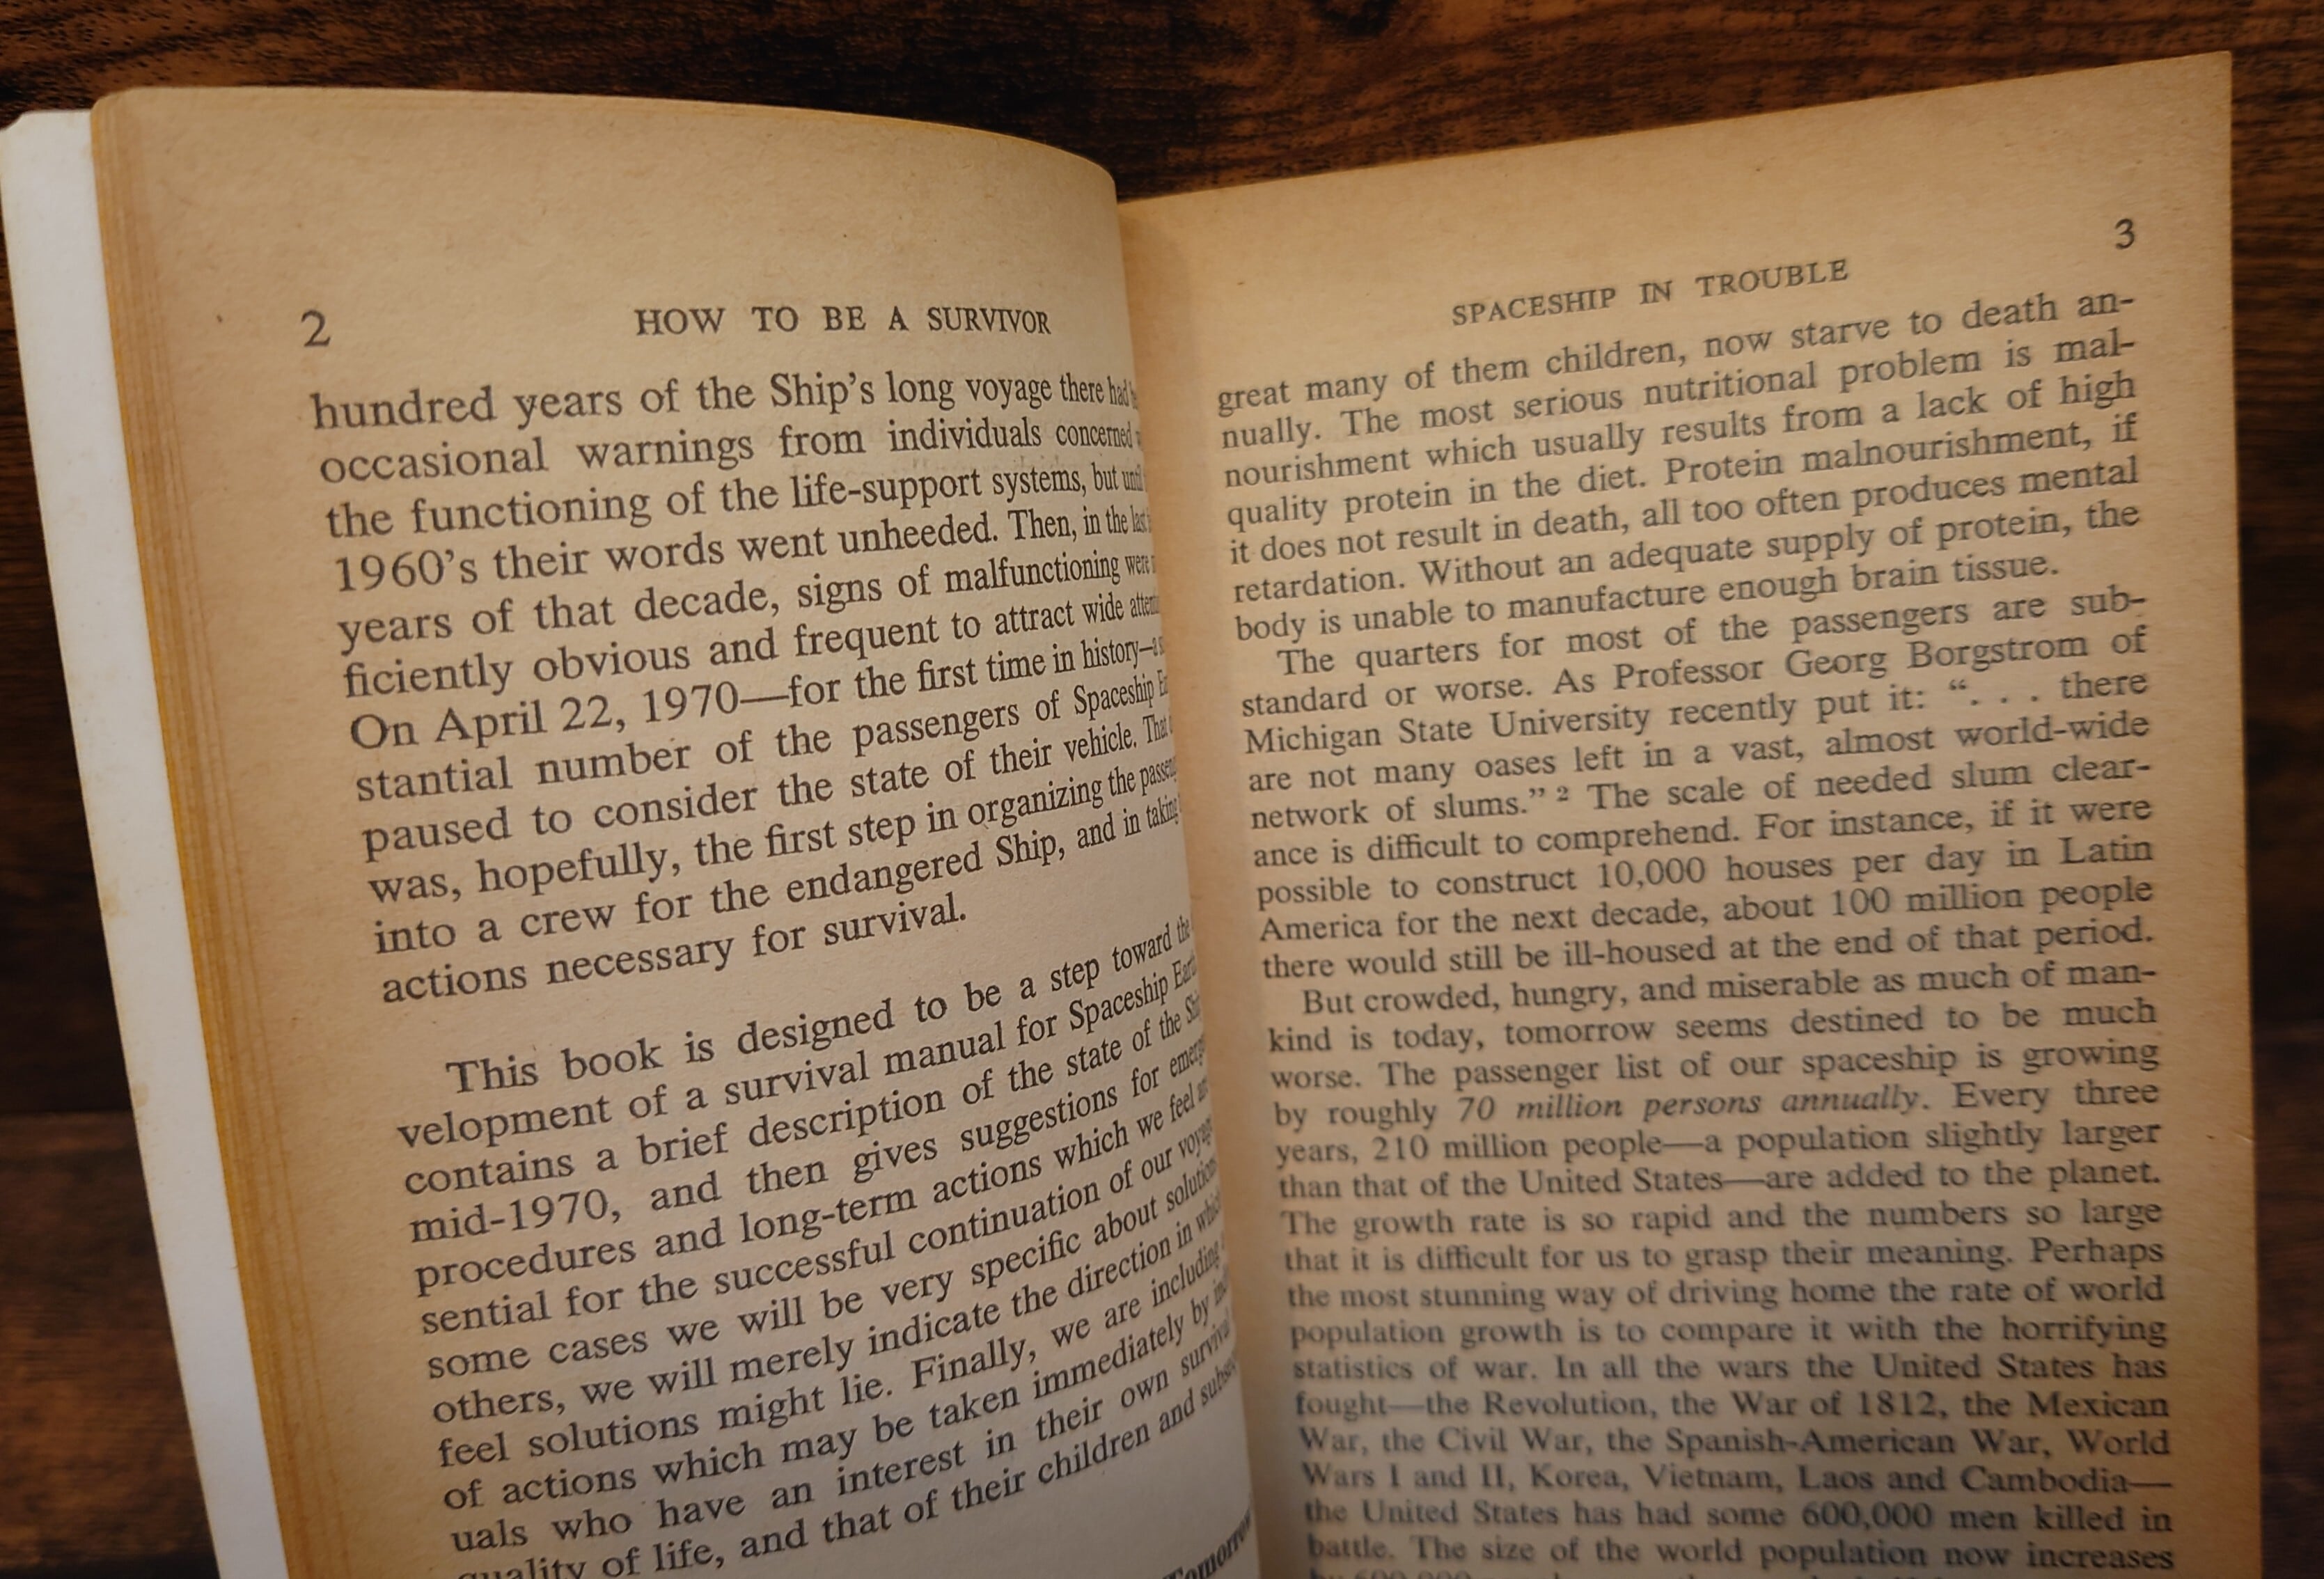 2
HOW TO BE A SURVIVOR
hundred years of the Ship's long voyage there had
occasional warnings from individuals concerned
the functioning of the life-support systems, but until
1960's their words went unheeded. Then, in the last
years of that decade, signs of malfunctioning were
ficiently obvious and frequent to attract wide
On April 22, 1970—for the first time in history—a
stantial number of the passengers of Spaceship
paused to consider the state of their vehicle. That
was, hopefully, the first step in organizing the
into a crew for the endangered Ship, and in taking
actions necessary for survival.
This book is designed to be a step toward the
velopment of a survival manual for Spaceship
contains a brief description of the state of the
mid-1970, and then gives suggestions for
procedures and long-term actions which we feel
sential for the successful continuation of our
some cases we will be very specific about
others, we will merely indicate the direction in which
feel solutions might lie. Finally, we are including
of actions which may be taken immediately by
uals who have an interest in their own survival
quality of life, and that of their children and
Tomorrow
3
SPACESHIP IN TROUBLE
great many of them children, now starve to death an-
nually. The most serious nutritional problem is mal-
nourishment which usually results from a lack of high
quality protein in the diet. Protein malnourishment, if
it does not result in death, all too often produces mental
retardation. Without an adequate supply of protein, the
body is unable to manufacture enough brain tissue.
The quarters for most of the passengers are sub-
standard or worse. As Professor Georg Borgstrom of
Michigan State University recently put it: ". . . there
are not many oases left in a vast, almost world-wide
network of slums." ² The scale of needed slum clear-
ance is difficult to comprehend. For instance, if it were
possible to construct 10,000 houses per day in Latin
America for the next decade, about 100 million people
there would still be ill-housed at the end of that period.
But crowded, hungry, and miserable as much of man-
kind is today, tomorrow seems destined to be much
worse. The passenger list of our spaceship is growing
by roughly 70 million persons annually. Every three
years, 210 million people—a population slightly larger
than that of the United States—are added to the planet.
The growth rate is so rapid and the numbers so large
that it is difficult for us to grasp their meaning. Perhaps
the most stunning way of driving home the rate of world
population growth is to compare it with the horrifying
statistics of war. In all the wars the United States has
fought—the Revolution, the War of 1812, the Mexican
War, the Civil War, the Spanish-American War, World
Wars I and II, Korea, Vietnam, Laos and Cambodia—
the United States has had some 600,000 men killed in
battle. The size of the world population now increases